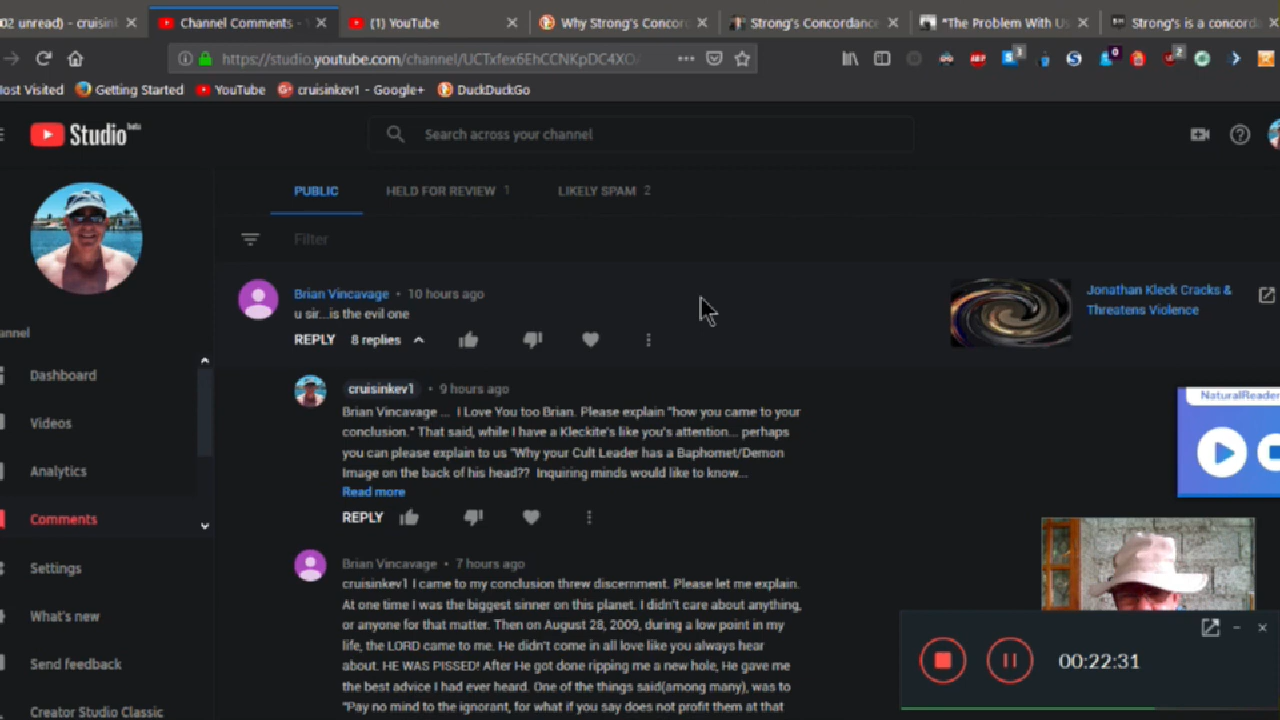 02 unread) - cruisinl
Channel Comments -
(1) YouTube
Why Strong's Concor
Strong's Concordance
"The Problem With Us
Strong's is a concord
https://studio.youtube.com/channel/UCTxfex6EhCCNKpDC4XO
lost Visited
Getting Started
YouTube
cruisinkev1 - Google+
DuckDuckGo
Studio beta
Search across your channel
PUBLIC
HELD FOR REVIEW 1
LIKELY SPAM 2
Filter
Brian Vincavage • 10 hours ago
u sir...is the evil one
REPLY 8 replies
Jonathan Kleck Cracks &
Threatens Violence
annel
Dashboard
Videos
Analytics
Comments
Settings
What's new
Send feedback
Creator Studio Classic
cruisinkev1 • 9 hours ago
Brian Vincavage ... I Love You too Brian. Please explain "how you came to your
conclusion." That said, while I have a Kleckite's like you's attention... perhaps
you can please explain to us "Why your Cult Leader has a Baphomet/Demon
Image on the back of his head?? Inquiring minds would like to know...
Read more
REPLY
Brian Vincavage • 7 hours ago
cruisinkev1 I came to my conclusion threw discernment. Please let me explain.
At one time I was the biggest sinner on this planet. I didn't care about anything,
or anyone for that matter. Then on August 28, 2009, during a low point in my
life, the LORD came to me. He didn't come in all love like you always hear
about. HE WAS PISSED! After He got done ripping me a new hole, He gave me
the best advice I had ever heard. One of the things said(among many), was to
"Pay no mind to the ignorant, for what if you say does not profit them at that
NaturalReader
00:22:31